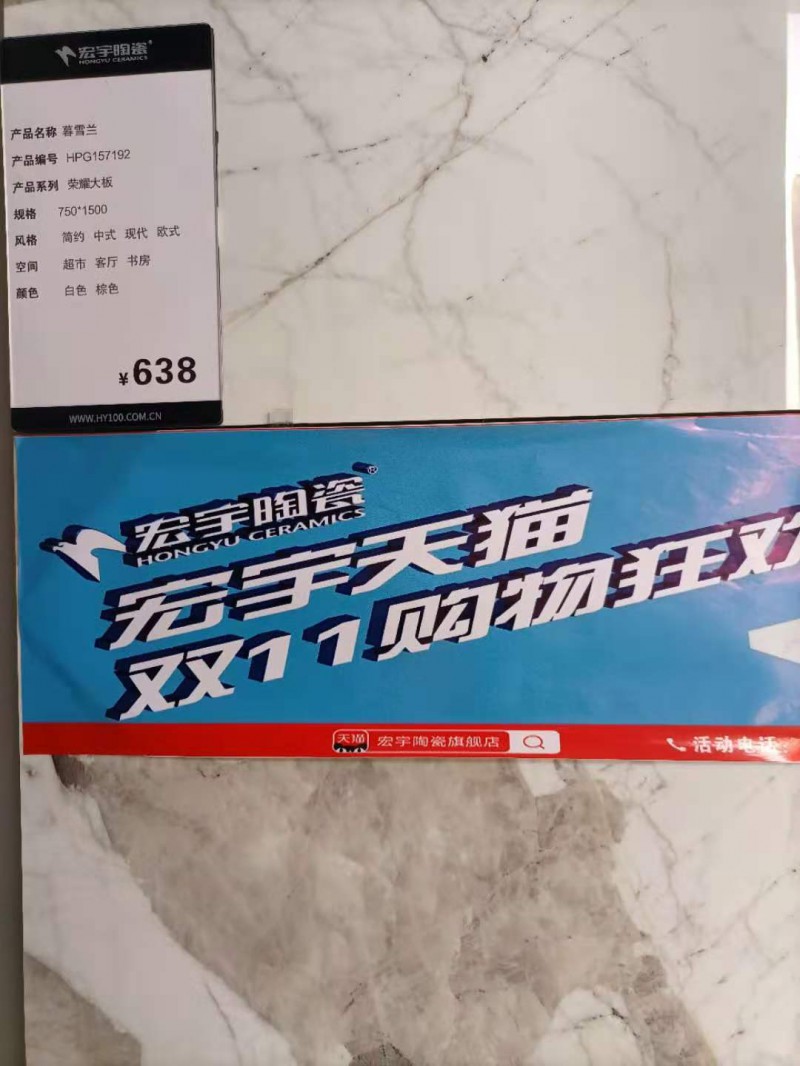 宏宇陶瓷®
HONGYU CERAMICS
产品名称 暮雪兰
产品编号 HPG157192
产品系列 荣耀大板
规格 750*1500
风格 简约 中式 现代 欧式
空间 超市 客厅 书房
颜色 白色 棕色
¥638
WWW.HY100.COM.CN
宏宇陶瓷®
HONGYU CERAMICS
宏宇天猫
双11购物狂欢
天猫 宏宇陶瓷旗舰店
活动电话